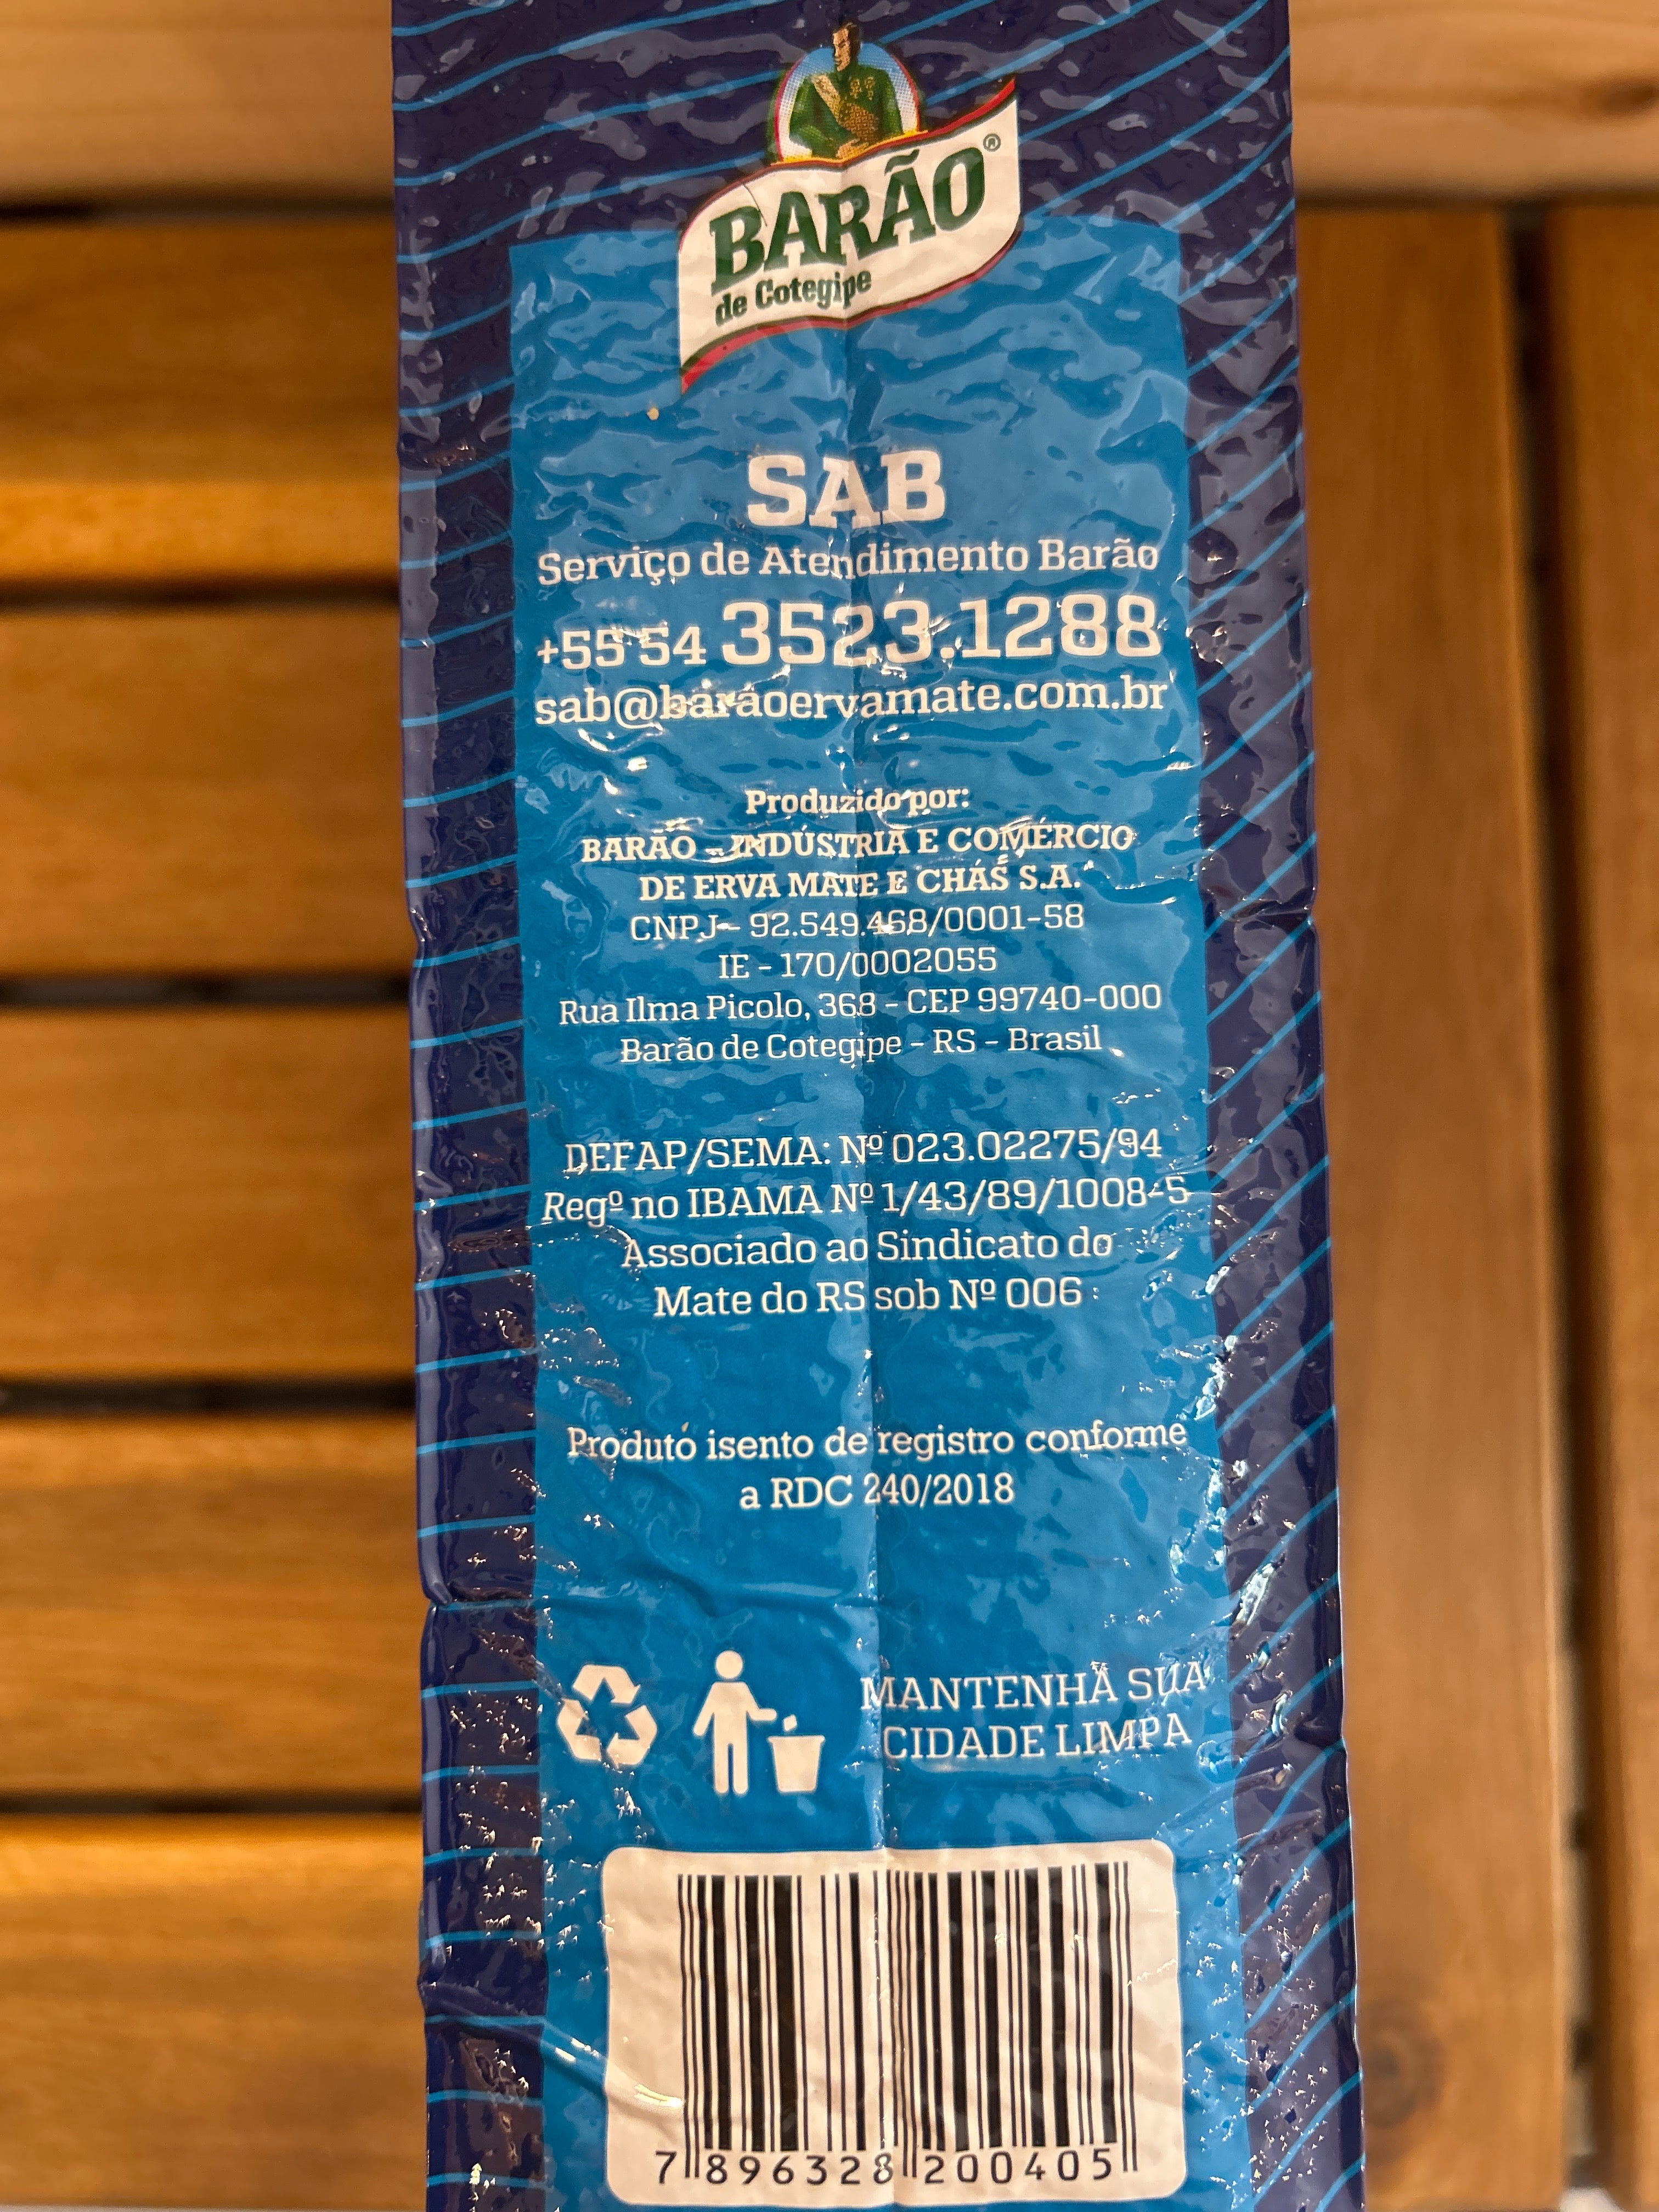 BARÃO®
de Cotegipe
SAB
Serviço de Atendimento Barão
+55 54 3523.1288
sab@baraoervamate.com.br
Produzido por:
BARÃO - INDÚSTRIA E COMÉRCIO
DE ERVA MATE E CHÁS S.A.
CNPJ - 92.549.468/0001-58
IE - 170/0002055
Rua Ilma Picolo, 368 - CEP 99740-000
Barão de Cotegipe - RS - Brasil
DEFAP/SEMA: Nº 023.02275/94
Regº no IBAMA Nº 1/43/89/1008-5
Associado ao Sindicato do
Mate do RS sob Nº 006
Produto isento de registro conforme
a RDC 240/2018
MANTENHA SUA
CIDADE LIMPA
7 896328 200405